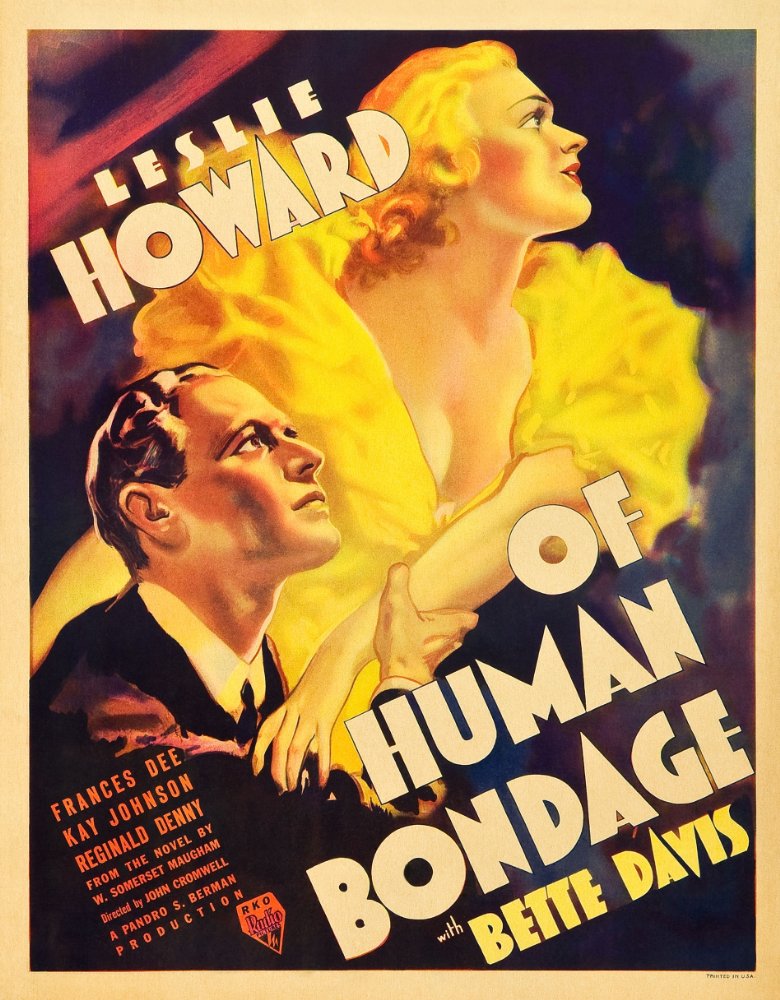 LESLIE
HOWARD
OF
HUMAN
BONDAGE
with BETTE DAVIS
FRANCES DEE
KAY JOHNSON
REGINALD DENNY
FROM THE NOVEL BY
W. SOMERSET MAUGHAM
Directed by JOHN CROMWELL
A PANDRO S. BERMAN
PRODUCTION
RKO
Radio
PRINTED IN U.S.A.